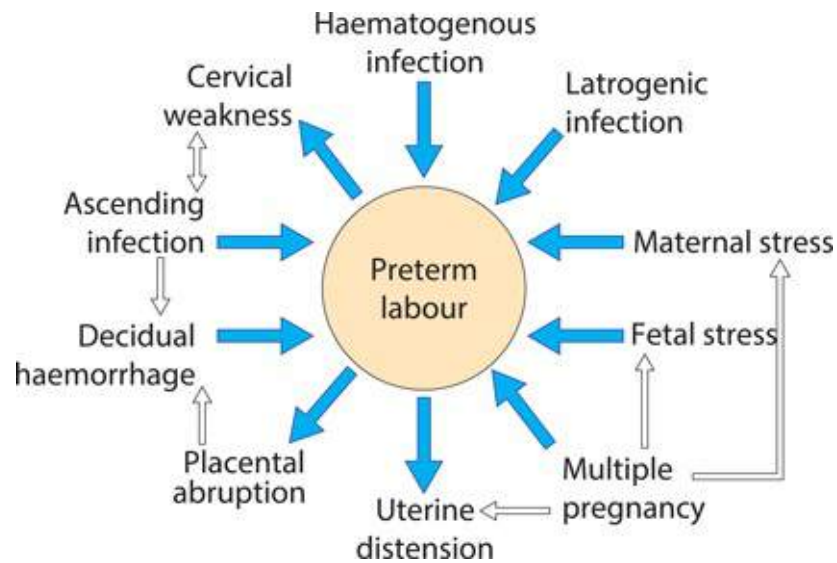 Haematogenous
infection
Cervical
weakness
Latrogenic
infection
Ascending
infection
Preterm
labour
Maternal stress
Decidual
haemorrhage
Fetal stress
Placental
abruption
Multiple
pregnancy
Uterine
distension